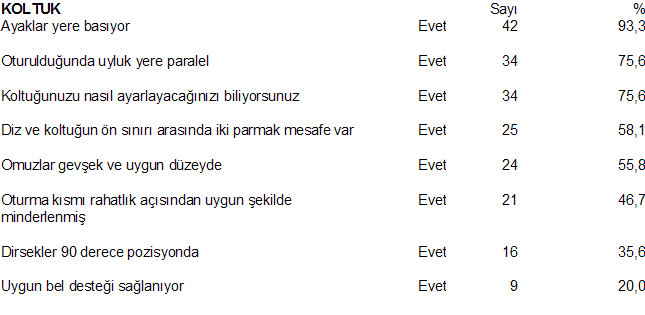 KOLTUK Sayı %
Ayaklar yere basıyor Evet 42 93,3
Oturulduğunda uyluk yere paralel Evet 34 75,6
Koltuğunuzu nasıl ayarlayacağınızı biliyorsunuz Evet 34 75,6
Diz ve koltuğun ön sınırı arasında iki parmak mesafe var Evet 25 58,1
Omuzlar gevşek ve uygun düzeyde Evet 24 55,8
Oturma kısmı rahatlık açısından uygun şekilde Evet 21 46,7
minderlenmiş
Dirsekler 90 derece pozisyonda Evet 16 35,6
Uygun bel desteği sağlanıyor Evet 9 20,0